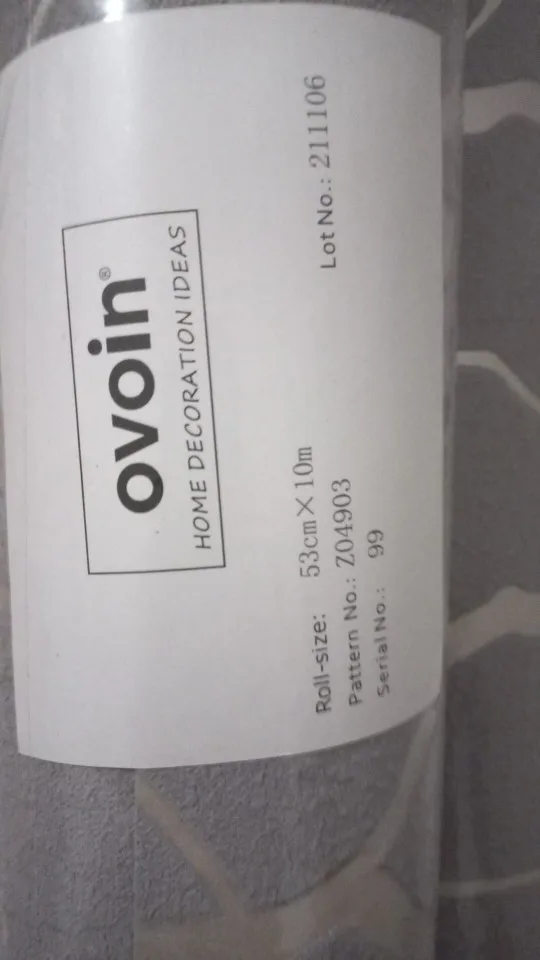 ovoin®
HOME DECORATION IDEAS
Roll-size: 53cm×10m
Lot No.: 211106
Pattern No.: Z04903
Serial No.: 99